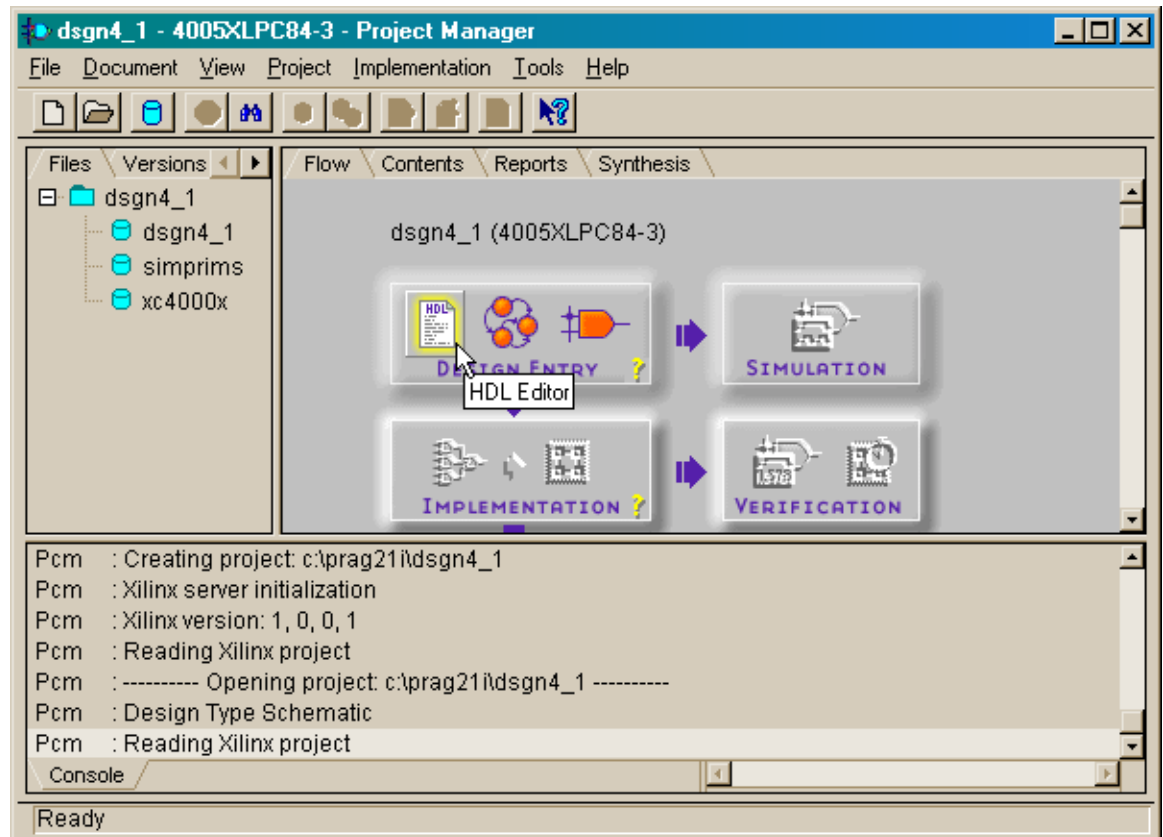 dsgn4_1 - 4005XLPC84-3 - Project Manager
File Document View Project Implementation Tools Help
Files Versions
Flow Contents Reports Synthesis
dsgn4_1
dsgn4_1
simprims
xc4000x
dsgn4_1 (4005XLPC84-3)
HDL
DESIGN ENTRY ?
HDL Editor
SIMULATION
IMPLEMENTATION ?
1.578
VERIFICATION
Pcm : Creating project: c:\prag21i\dsgn4_1
Pcm : Xilinx server initialization
Pcm : Xilinx version: 1, 0, 0, 1
Pcm : Reading Xilinx project
Pcm : ---------- Opening project: c:\prag21i\dsgn4_1 ----------
Pcm : Design Type Schematic
Pcm : Reading Xilinx project
Console
Ready